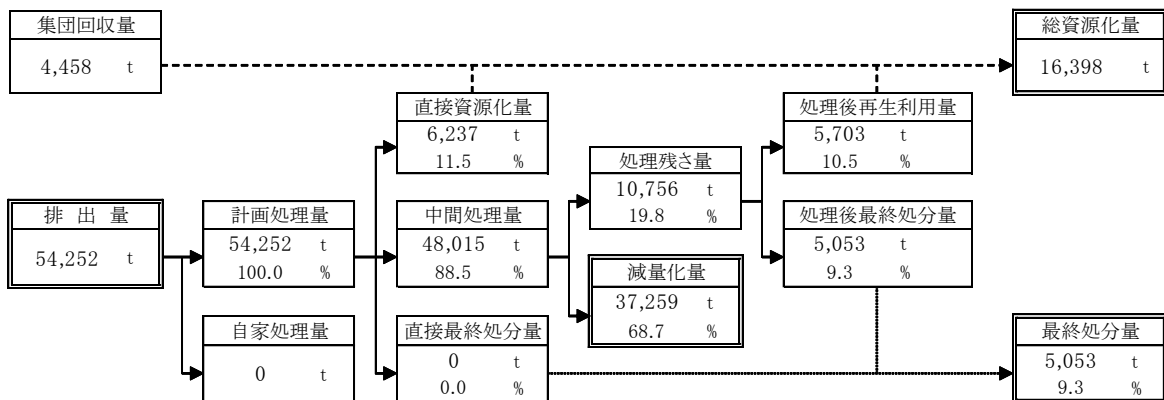 集団回収量
4,458 t
総資源化量
16,398 t
直接資源化量
6,237 t
11.5 %
処理後再生利用量
5,703 t
10.5 %
処理残さ量
10,756 t
19.8 %
排 出 量
54,252 t
計画処理量
54,252 t
100.0 %
中間処理量
48,015 t
88.5 %
処理後最終処分量
5,053 t
9.3 %
減量化量
37,259 t
68.7 %
自家処理量
0 t
直接最終処分量
0 t
0.0 %
最終処分量
5,053 t
9.3 %